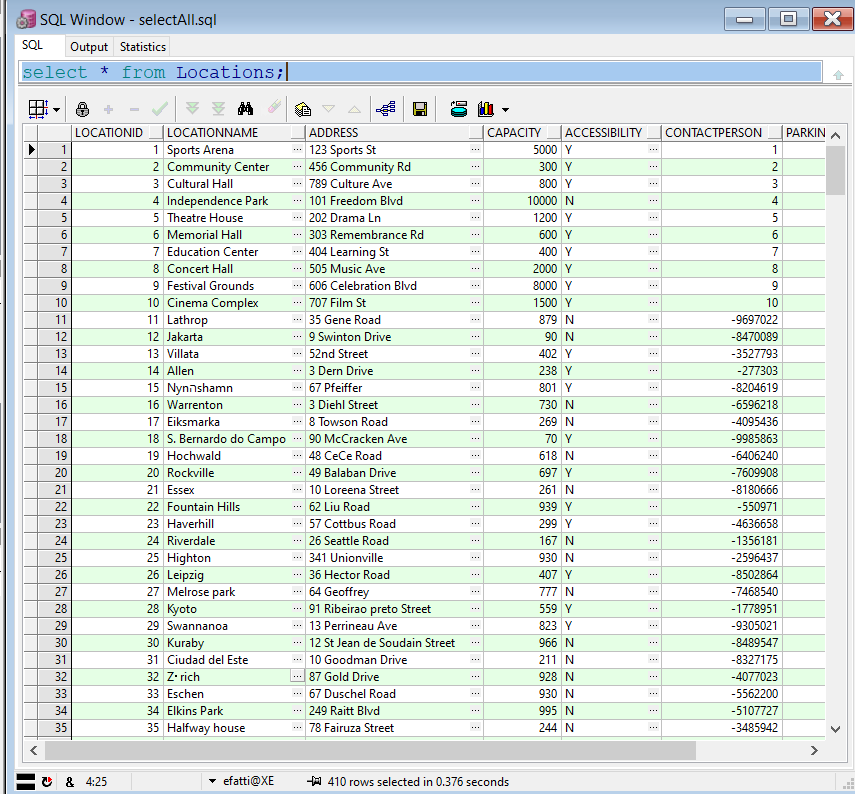 SQL Window - selectAll.sql
SQL Output Statistics
select * from Locations;
LOCATIONID LOCATIONNAME ADDRESS CAPACITY ACCESSIBILITY CONTACTPERSON PARKIN
1 1 Sports Arena 123 Sports St 5000 Y 1
2 2 Community Center 456 Community Rd 300 Y 2
3 3 Cultural Hall 789 Culture Ave 800 Y 3
4 4 Independence Park 101 Freedom Blvd 10000 N 4
5 5 Theatre House 202 Drama Ln 1200 Y 5
6 6 Memorial Hall 303 Remembrance Rd 600 Y 6
7 7 Education Center 404 Learning St 400 Y 7
8 8 Concert Hall 505 Music Ave 2000 Y 8
9 9 Festival Grounds 606 Celebration Blvd 8000 Y 9
10 10 Cinema Complex 707 Film St 1500 Y 10
11 11 Lathrop 35 Gene Road 879 N -9697022
12 12 Jakarta 9 Swinton Drive 90 N -8470089
13 13 Villata 52nd Street 402 Y -3527793
14 14 Allen 3 Dern Drive 238 Y -277303
15 15 Nynהshamn 67 Pfeiffer 801 Y -8204619
16 16 Warrenton 3 Diehl Street 730 N -6596218
17 17 Eiksmarka 8 Towson Road 269 N -4095436
18 18 S. Bernardo do Campo 90 McCracken Ave 70 Y -9985863
19 19 Hochwald 48 CeCe Road 618 N -6406240
20 20 Rockville 49 Balaban Drive 697 Y -7609908
21 21 Essex 10 Loreena Street 261 N -8180666
22 22 Fountain Hills 62 Liu Road 939 Y -550971
23 23 Haverhill 57 Cottbus Road 299 Y -4636658
24 24 Riverdale 26 Seattle Road 167 N -1356181
25 25 Highton 341 Unionville 930 N -2596437
26 26 Leipzig 36 Hector Road 407 Y -8502864
27 27 Melrose park 64 Geoffrey 777 N -7468540
28 28 Kyoto 91 Ribeirao preto Street 559 Y -1778951
29 29 Swannanoa 13 Perrineau Ave 823 Y -9305021
30 30 Kuraby 12 St Jean de Soudain Street 966 N -8489547
31 31 Ciudad del Este 10 Goodman Drive 211 N -8327175
32 32 Z·rich 87 Gold Drive 928 N -4077023
33 33 Eschen 67 Duschel Road 930 N -5562200
34 34 Elkins Park 249 Raitt Blvd 995 N -5107727
35 35 Halfway house 78 Fairuza Street 244 N -3485942
& 4:25 efatti@XE 410 rows selected in 0.376 seconds